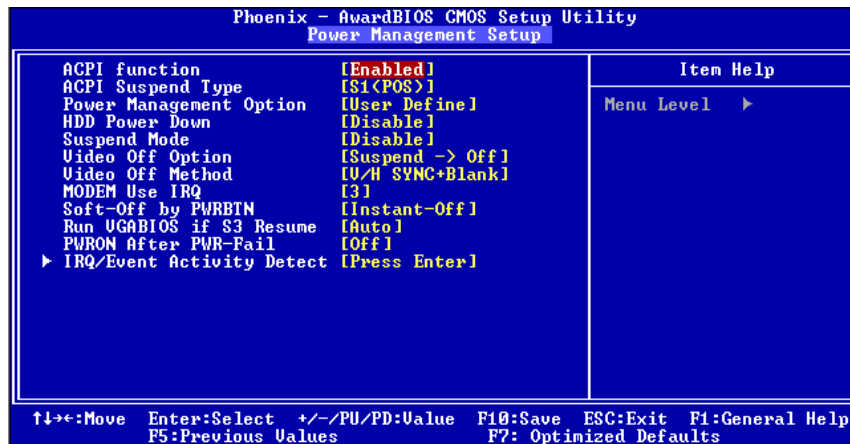 Phoenix - AwardBIOS CMOS Setup Utility
Power Management Setup
ACPI function [Enabled]
ACPI Suspend Type [S1(POS)]
Power Management Option [User Define]
HDD Power Down [Disable]
Suspend Mode [Disable]
Video Off Option [Suspend -> Off]
Video Off Method [V/H SYNC+Blank]
MODEM Use IRQ [3]
Soft-Off by PWRBTN [Instant-Off]
Run VGABIOS if S3 Resume [Auto]
PWRON After PWR-Fail [Off]
▶ IRQ/Event Activity Detect [Press Enter]
Item Help
Menu Level ▶
↑↓→←:Move Enter:Select +/-/PU/PD:Value F10:Save ESC:Exit F1:General Help
F5:Previous Values F7: Optimized Defaults